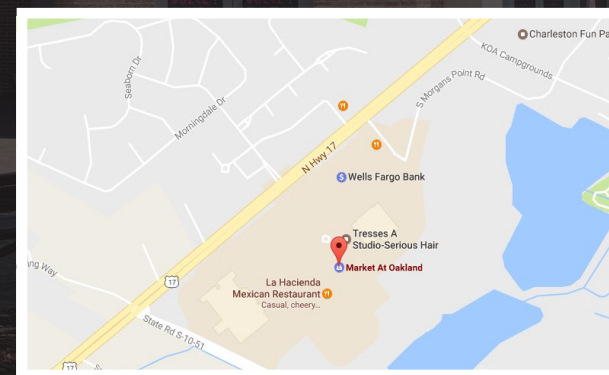 Charleston Fun Pa
KOA Campgrounds
S Morgans Point Rd
Seaborn Dr
Morningdale Dr
N Hwy 17
Wells Fargo Bank
Tresses A
Studio-Serious Hair
Market At Oakland
La Hacienda
Mexican Restaurant
Casual, cheery...
ng Way
17
State Rd S-10-51
17